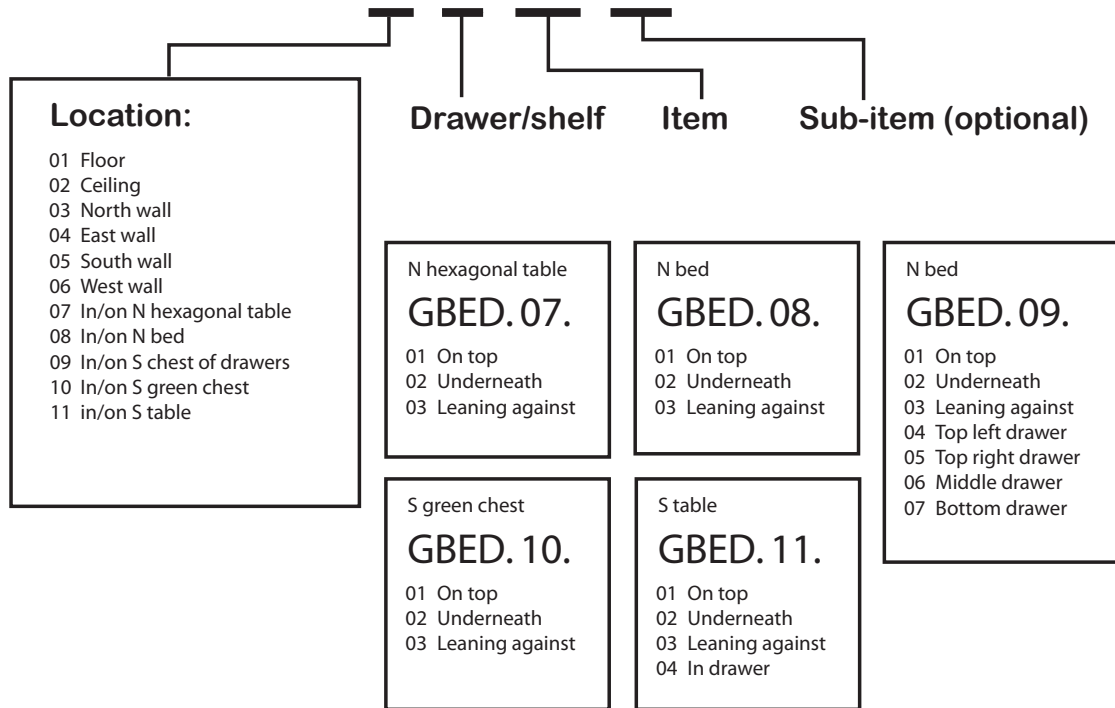 Location:
01 Floor
02 Ceiling
03 North wall
04 East wall
05 South wall
06 West wall
07 In/on N hexagonal table
08 In/on N bed
09 In/on S chest of drawers
10 In/on S green chest
11 in/on S table
Drawer/shelf
Item
Sub-item (optional)
N hexagonal table
GBED. 07.
01 On top
02 Underneath
03 Leaning against
N bed
GBED. 08.
01 On top
02 Underneath
03 Leaning against
N bed
GBED. 09.
01 On top
02 Underneath
03 Leaning against
04 Top left drawer
05 Top right drawer
06 Middle drawer
07 Bottom drawer
S green chest
GBED. 10.
01 On top
02 Underneath
03 Leaning against
S table
GBED. 11.
01 On top
02 Underneath
03 Leaning against
04 In drawer